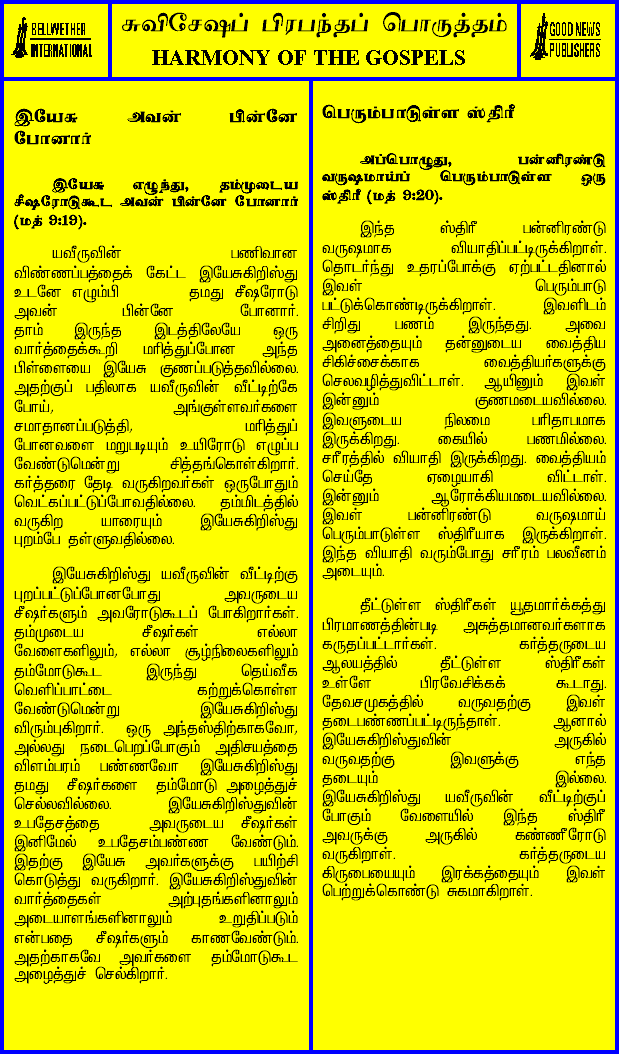 BELLWETHER
INTERNATIONAL
சுவிசேஷப் பிரபந்தப் பொருத்தம்
HARMONY OF THE GOSPELS
GOOD NEWS
PUBLISHERS
இயேசு அவன் பின்னே
போனார்
இயேசு எழுந்து, தம்முடைய
சீஷரோடுகூட அவன் பின்னே போனார்
(மத் 9:19).
யவீருவின் பணிவான
விண்ணப்பத்தைக் கேட்ட இயேசுகிறிஸ்து
உடனே எழும்பி தமது சீஷரோடு
அவன் பின்னே போனார்.
தாம் இருந்த இடத்திலேயே ஒரு
வார்த்தைக்கூறி மரித்துப்போன அந்த
பிள்ளையை இயேசு குணப்படுத்தவில்லை.
அதற்குப் பதிலாக யவீருவின் வீட்டிற்கே
போய், அங்குள்ளவர்களை
சமாதானப்படுத்தி, மரித்துப்
போனவளை மறுபடியும் உயிரோடு எழுப்ப
வேண்டுமென்று சித்தங்கொள்கிறார்.
கர்த்தரை தேடி வருகிறவர்கள் ஒருபோதும்
வெட்கப்பட்டுப்போவதில்லை. தம்மிடத்தில்
வருகிற யாரையும் இயேசுகிறிஸ்து
புறம்பே தள்ளுவதில்லை.
இயேசுகிறிஸ்து யவீருவின் வீட்டிற்கு
புறப்பட்டுப்போனபோது அவருடைய
சீஷர்களும் அவரோடுகூடப் போகிறார்கள்.
தம்முடைய சீஷர்கள் எல்லா
வேளைகளிலும், எல்லா சூழ்நிலைகளிலும்
தம்மோடுகூட இருந்து தெய்வீக
வெளிப்பாட்டை கற்றுக்கொள்ள
வேண்டுமென்று இயேசுகிறிஸ்து
விரும்புகிறார். ஒரு அந்தஸ்திற்காகவோ,
அல்லது நடைபெறப்போகும் அதிசயத்தை
விளம்பரம் பண்ணவோ இயேசுகிறிஸ்து
தமது சீஷர்களை தம்மோடு அழைத்துச்
செல்லவில்லை. இயேசுகிறிஸ்துவின்
உபதேசத்தை அவருடைய சீஷர்கள்
இனிமேல் உபதேசம்பண்ண வேண்டும்.
இதற்கு இயேசு அவர்களுக்கு பயிற்சி
கொடுத்து வருகிறார். இயேசுகிறிஸ்துவின்
வார்த்தைகள் அற்புதங்களினாலும்
அடையாளங்களினாலும் உறுதிப்படும்
என்பதை சீஷர்களும் காணவேண்டும்.
அதற்காகவே அவர்களை தம்மோடுகூட
அழைத்துச் செல்கிறார்.
பெரும்பாடுள்ள ஸ்திரீ
அப்பொழுது, பன்னிரண்டு
வருஷமாய்ப் பெரும்பாடுள்ள ஒரு
ஸ்திரீ (மத் 9:20).
இந்த ஸ்திரீ பன்னிரண்டு
வருஷமாக வியாதிப்பட்டிருக்கிறாள்.
தொடர்ந்து உதரப்போக்கு ஏற்பட்டதினால்
இவள் பெரும்பாடு
பட்டுக்கொண்டிருக்கிறாள். இவளிடம்
சிறிது பணம் இருந்தது. அவை
அனைத்தையும் தன்னுடைய வைத்திய
சிகிச்சைக்காக வைத்தியர்களுக்கு
செலவழித்துவிட்டாள். ஆயினும் இவள்
இன்னும் குணமடையவில்லை.
இவளுடைய நிலமை பரிதாபமாக
இருக்கிறது. கையில் பணமில்லை.
சரீரத்தில் வியாதி இருக்கிறது. வைத்தியம்
செய்தே ஏழையாகி விட்டாள்.
இன்னும் ஆரோக்கியமடையவில்லை.
இவள் பன்னிரண்டு வருஷமாய்
பெரும்பாடுள்ள ஸ்திரீயாக இருக்கிறாள்.
இந்த வியாதி வரும்போது சரீரம் பலவீனம்
அடையும்.
தீட்டுள்ள ஸ்திரீகள் யூதமார்க்கத்து
பிரமாணத்தின்படி அசுத்தமானவர்களாக
கருதப்பட்டார்கள். கர்த்தருடைய
ஆலயத்தில் தீட்டுள்ள ஸ்திரீகள்
உள்ளே பிரவேசிக்கக் கூடாது.
தேவசமுகத்தில் வருவதற்கு இவள்
தடைபண்ணப்பட்டிருந்தாள். ஆனால்
இயேசுகிறிஸ்துவின் அருகில்
வருவதற்கு இவளுக்கு எந்த
தடையும் இல்லை.
இயேசுகிறிஸ்து யவீருவின் வீட்டிற்குப்
போகும் வேளையில் இந்த ஸ்திரீ
அவருக்கு அருகில் கண்ணீரோடு
வருகிறாள். கர்த்தருடைய
கிருபையையும் இரக்கத்தையும் இவள்
பெற்றுக்கொண்டு சுகமாகிறாள்.